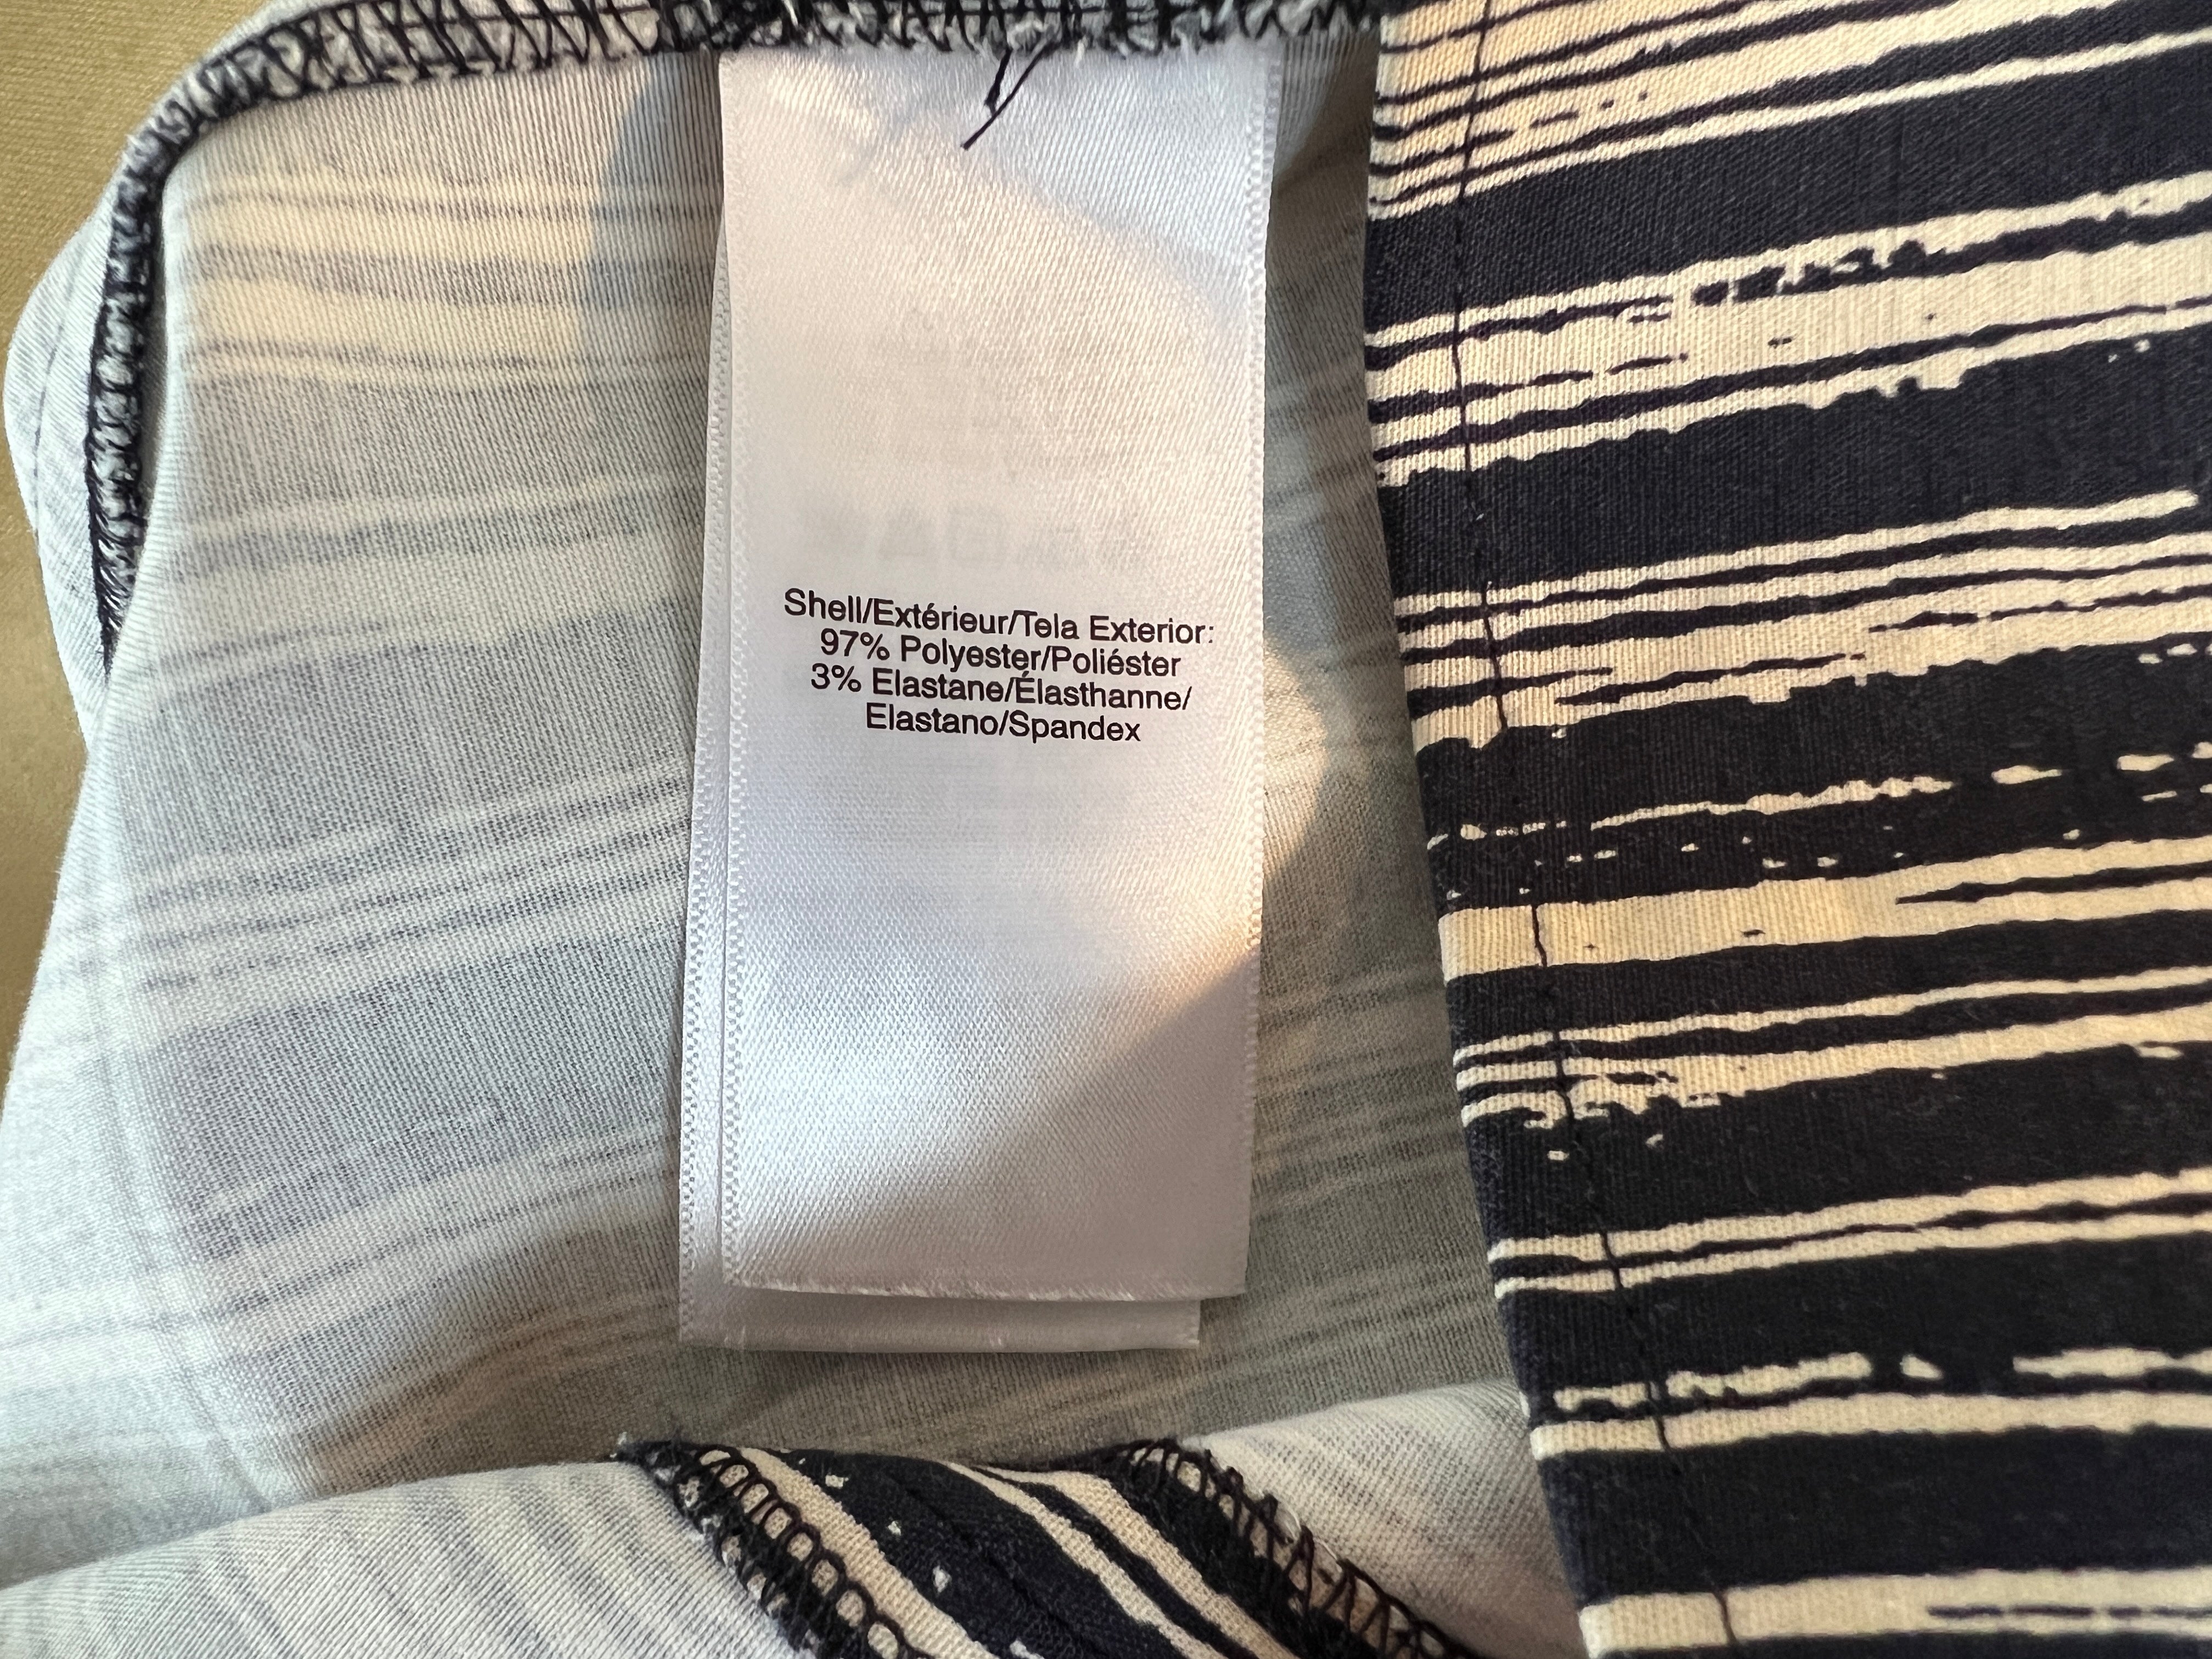 Shell/Extérieur/Tela Exterior:
97% Polyester/Poliéster
3% Elastane/Élasthanne/
Elastano/Spandex